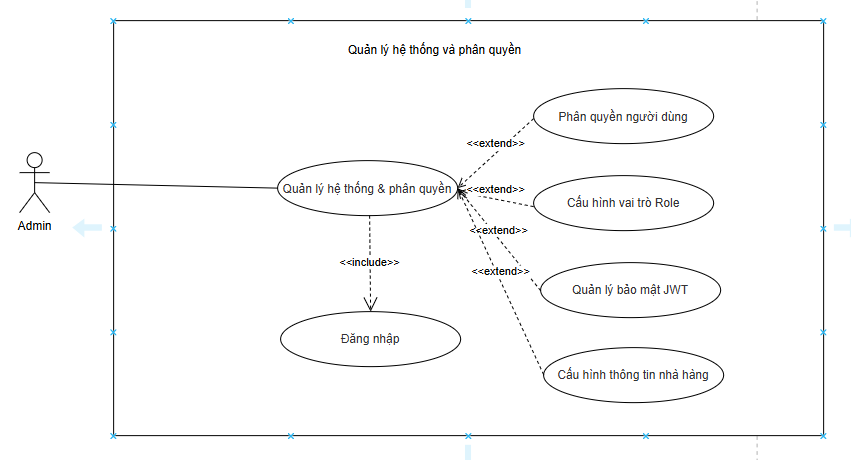 Quản lý hệ thống và phân quyền
Phân quyền người dùng
<<extend>>
Quản lý hệ thống & phân quyền
<<extend>>
Cấu hình vai trò Role
Admin
<<extend>>
<<include>>
<<extend>>
Quản lý bảo mật JWT
Đăng nhập
Cấu hình thông tin nhà hàng